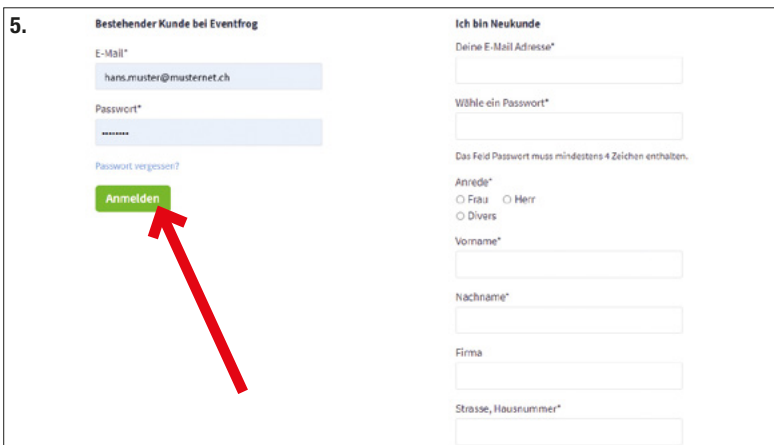 5.
Bestehender Kunde bei Eventfrog
E-Mail*
hans.muster@musternet.ch
Passwort*
••••••••
Passwort vergessen?
Anmelden
Ich bin Neukunde
Deine E-Mail Adresse*
Wähle ein Passwort*
Das Feld Passwort muss mindestens 4 Zeichen enthalten.
Anrede*
Frau Herr
Divers
Vorname*
Nachname*
Firma
Strasse, Hausnummer*